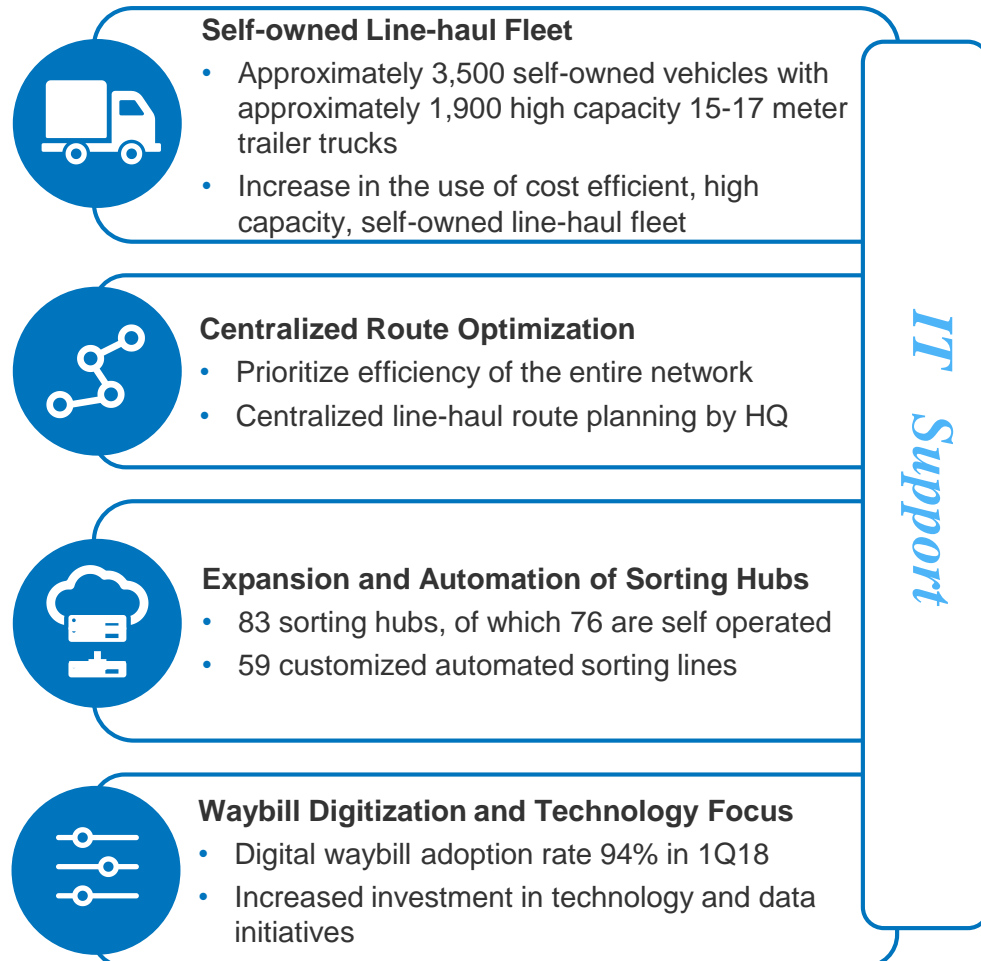 Self-owned Line-haul Fleet
• Approximately 3,500 self-owned vehicles with
approximately 1,900 high capacity 15-17 meter
trailer trucks
• Increase in the use of cost efficient, high
capacity, self-owned line-haul fleet
Centralized Route Optimization
• Prioritize efficiency of the entire network
• Centralized line-haul route planning by HQ
Expansion and Automation of Sorting Hubs
• 83 sorting hubs, of which 76 are self operated
• 59 customized automated sorting lines
Waybill Digitization and Technology Focus
• Digital waybill adoption rate 94% in 1Q18
• Increased investment in technology and data
initiatives
IT Support